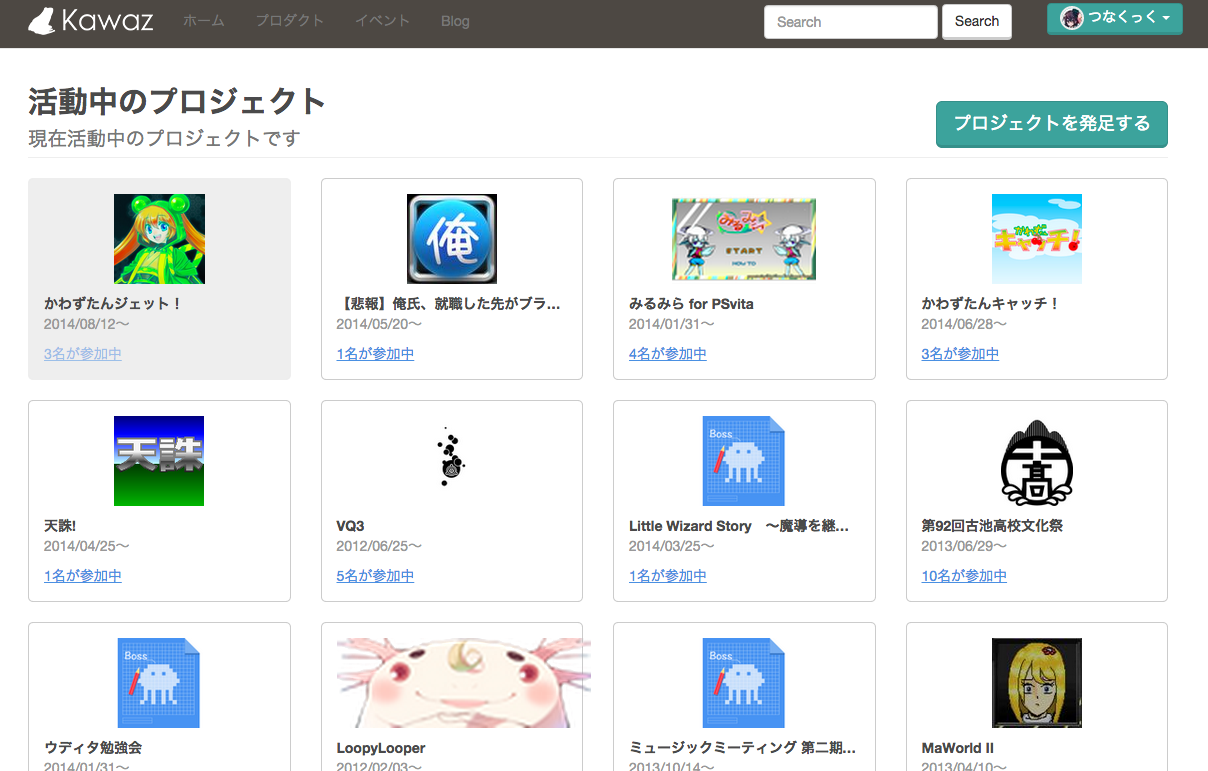 Kawaz ホーム プロダクト イベント Blog Search Search つなくっく
活動中のプロジェクト
現在活動中のプロジェクトです
プロジェクトを発足する
かわずたんジェット！
2014/08/12〜
3名が参加中
俺
【悲報】俺氏、就職した先がブラ…
2014/05/20〜
1名が参加中
みるみら
START
HOW TO
みるみら for PSvita
2014/01/31〜
4名が参加中
かわずたん
キャッチ！
かわずたんキャッチ！
2014/06/28〜
3名が参加中
天誅
天誅!
2014/04/25〜
1名が参加中
VQ3
2012/06/25〜
5名が参加中
Boss
Little Wizard Story　〜魔導を継…
2014/03/25〜
1名が参加中
高
第92回古池高校文化祭
2013/06/29〜
10名が参加中
Boss
ウディタ勉強会
2014/01/31〜
LoopyLooper
2012/02/03〜
Boss
ミュージックミーティング 第二期…
2013/10/14〜
MaWorld II
2013/04/10〜